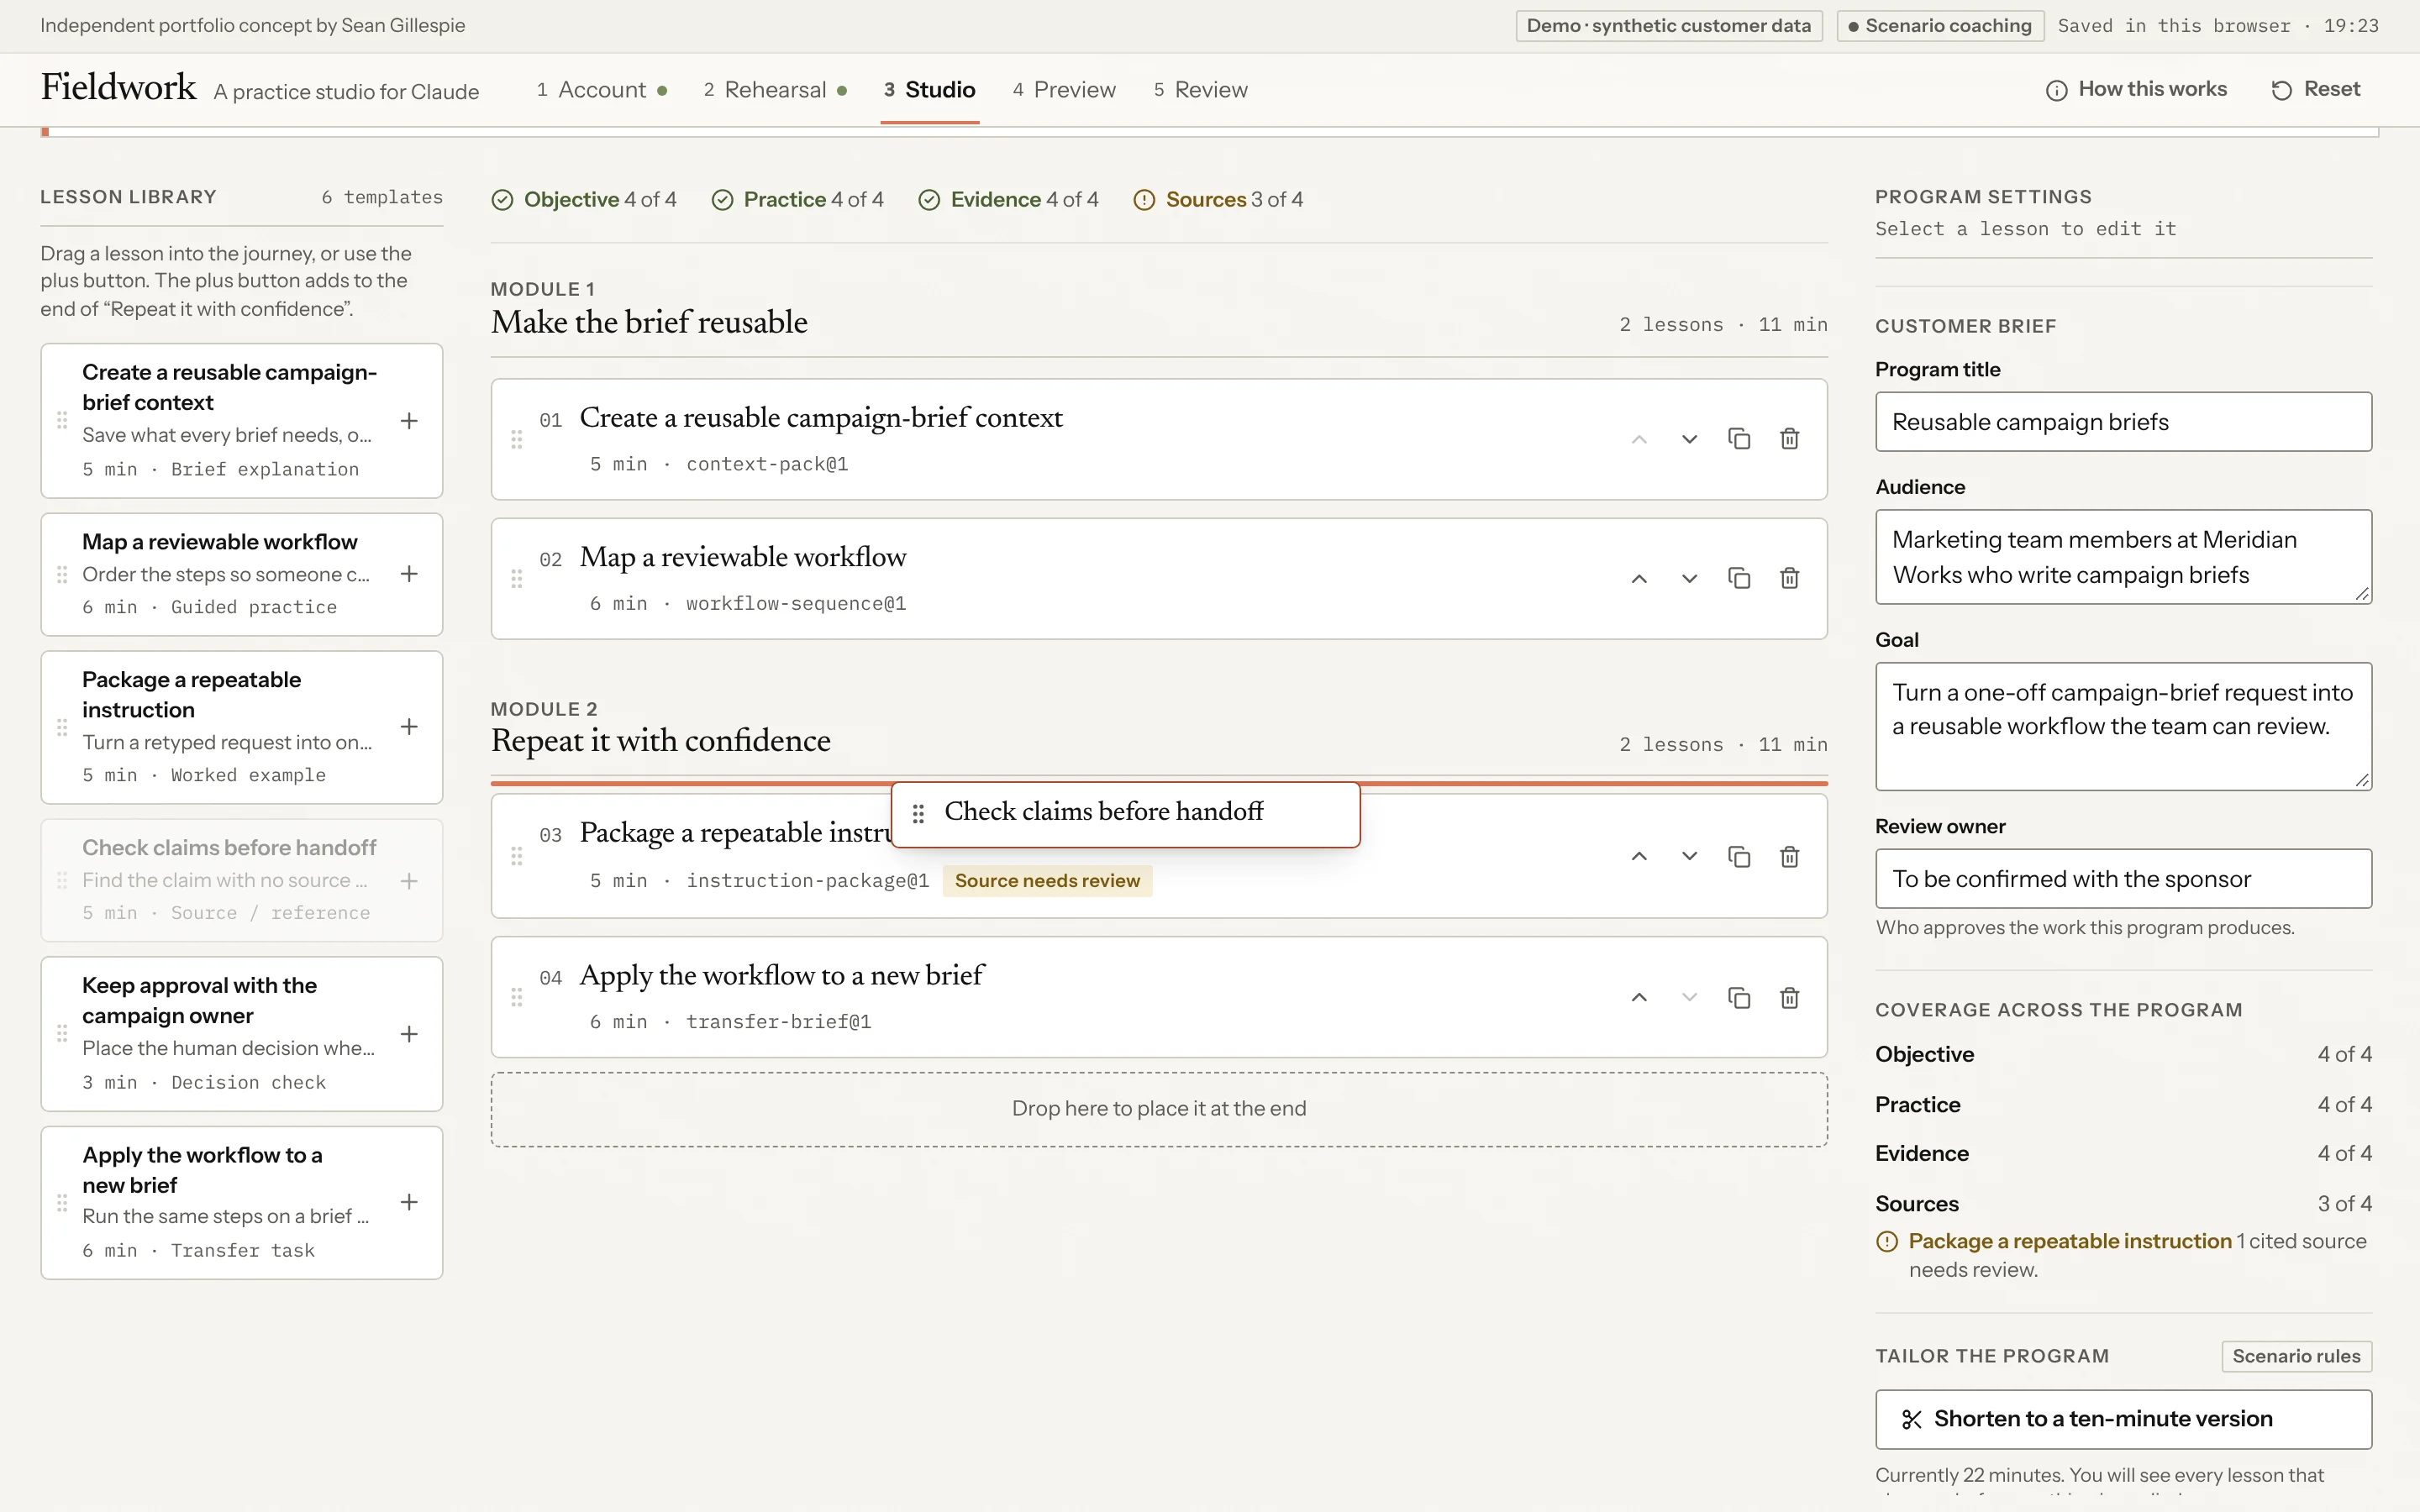 Independent portfolio concept by Sean Gillespie
Demo · synthetic customer data
Scenario coaching
Saved in this browser · 19:23
Fieldwork
A practice studio for Claude
1 Account
2 Rehearsal
3 Studio
4 Preview
5 Review
How this works
Reset
LESSON LIBRARY
6 templates
Drag a lesson into the journey, or use the
plus button. The plus button adds to the
end of “Repeat it with confidence”.
Create a reusable campaign-
brief context
Save what every brief needs, o...
5 min · Brief explanation
Map a reviewable workflow
Order the steps so someone c...
6 min · Guided practice
Package a repeatable
instruction
Turn a retyped request into on...
5 min · Worked example
Check claims before handoff
Find the claim with no source ...
5 min · Source / reference
Keep approval with the
campaign owner
Place the human decision whe...
3 min · Decision check
Apply the workflow to a
new brief
Run the same steps on a brief ...
6 min · Transfer task
Objective 4 of 4
Practice 4 of 4
Evidence 4 of 4
Sources 3 of 4
MODULE 1
Make the brief reusable
2 lessons · 11 min
01 Create a reusable campaign-brief context
5 min · context-pack@1
02 Map a reviewable workflow
6 min · workflow-sequence@1
MODULE 2
Repeat it with confidence
2 lessons · 11 min
Check claims before handoff
03 Package a repeatable instru
5 min · instruction-package@1
Source needs review
04 Apply the workflow to a new brief
6 min · transfer-brief@1
Drop here to place it at the end
PROGRAM SETTINGS
Select a lesson to edit it
CUSTOMER BRIEF
Program title
Reusable campaign briefs
Audience
Marketing team members at Meridian
Works who write campaign briefs
Goal
Turn a one-off campaign-brief request into
a reusable workflow the team can review.
Review owner
To be confirmed with the sponsor
Who approves the work this program produces.
COVERAGE ACROSS THE PROGRAM
Objective 4 of 4
Practice 4 of 4
Evidence 4 of 4
Sources 3 of 4
Package a repeatable instruction 1 cited source
needs review.
TAILOR THE PROGRAM
Scenario rules
Shorten to a ten-minute version
Currently 22 minutes. You will see every lesson that